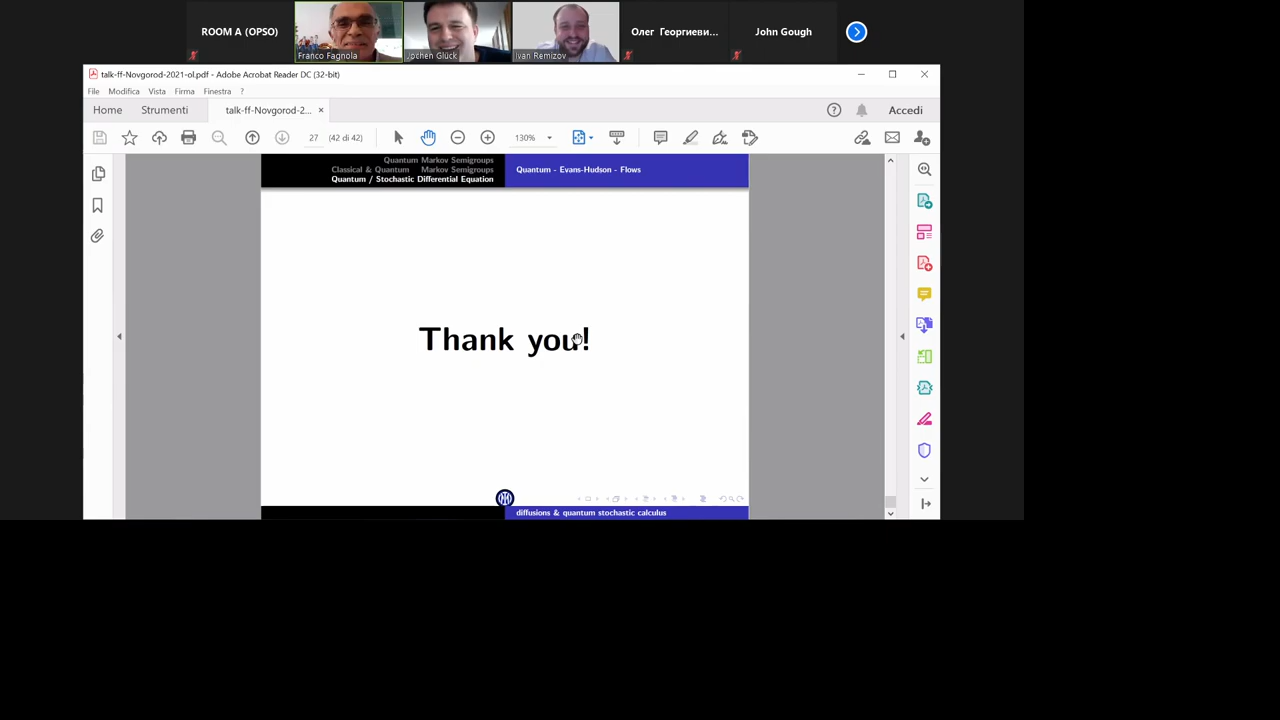 ROOM A (OPSO)
Franco Fagnola
Jochen Glück
Ivan Remizov
Олег Георгиеви...
John Gough
talk-ff-Novgorod-2021-ol.pdf - Adobe Acrobat Reader DC (32-bit)
File Modifica Vista Firma Finestra ?
Home Strumenti talk-ff-Novgorod-2... × Accedi
27 (42 di 42) 130%
Quantum Markov Semigroups
Classical & Quantum Markov Semigroups
Quantum / Stochastic Differential Equation
Quantum - Evans-Hudson - Flows
Thank you!
diffusions & quantum stochastic calculus